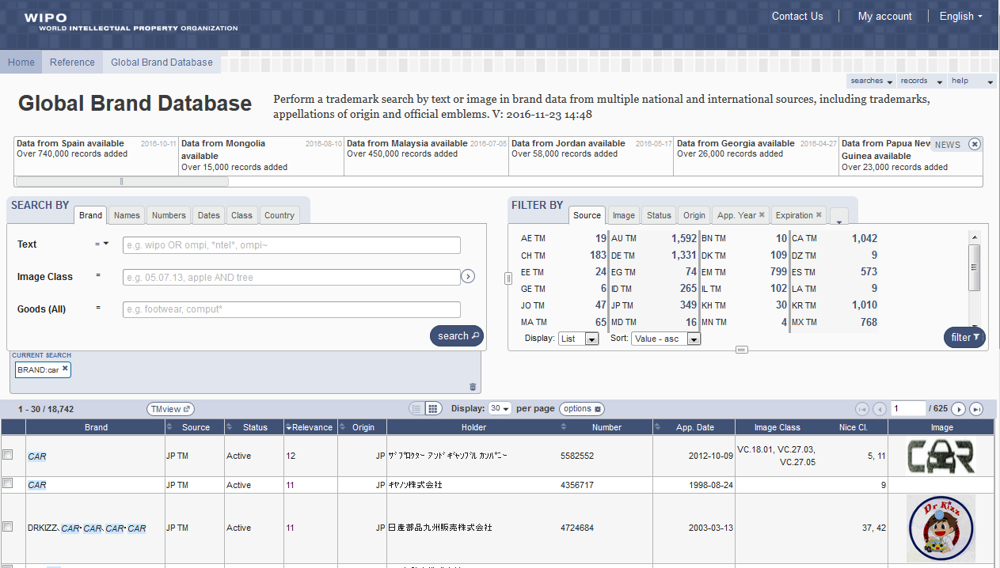 WIPO
WORLD INTELLECTUAL PROPERTY ORGANIZATION
Contact Us
My account
English
Home
Reference
Global Brand Database
searches
records
help
Global Brand Database
Perform a trademark search by text or image in brand data from multiple national and international sources, including trademarks,
appellations of origin and official emblems. V: 2016-11-23 14:48
Data from Spain available 2016-10-11
Over 740,000 records added
Data from Mongolia 2016-08-10
available
Over 15,000 records added
Data from Malaysia available 2016-07-05
Over 450,000 records added
Data from Jordan available 2016-05-17
Over 58,000 records added
Data from Georgia available 2016-04-27
Over 26,000 records added
Data from Papua New
Guinea available
Over 23,000 records added
NEWS
SEARCH BY
Brand
Names
Numbers
Dates
Class
Country
Text = e.g. wipo OR ompi, *ntel*, ompi~
Image Class = e.g. 05.07.13, apple AND tree
Goods (All) = e.g. footwear, comput*
search
CURRENT SEARCH
BRAND:car
FILTER BY
Source
Image
Status
Origin
App. Year
Expiration
AE TM 19 AU TM 1,592 BN TM 10 CA TM 1,042
CH TM 183 DE TM 1,331 DK TM 109 DZ TM 9
EE TM 24 EG TM 74 EM TM 799 ES TM 573
GE TM 6 ID TM 265 IL TM 102 LA TM 9
JO TM 47 JP TM 349 KH TM 30 KR TM 1,010
MA TM 65 MD TM 16 MN TM 4 MX TM 768
Display: List Sort: Value - asc
filter
1 - 30 / 18,742
TMview
Display: 30 per page
options
1 / 625
Brand Source Status Relevance Origin Holder Number App. Date Image Class Nice Cl. Image
CAR JP TM Active 12 JP ｻﾞ ﾌﾟﾛｸﾀｰ ｱﾝﾄﾞ ｷﾞｬﾝﾌﾞﾙ ｶﾝﾊﾟﾆｰ 5582552 2012-10-09 VC.18.01, VC.27.03, 5, 11
VC.27.05
CAR
CAR JP TM Active 11 JP ｷﾔﾉﾝ株式会社 4356717 1998-08-24 9
DRKIZZ､CAR･CAR､CAR･CAR JP TM Active 11 JP 日産部品九州販売株式会社 4724684 2003-03-13 37, 42
Dr Kizz